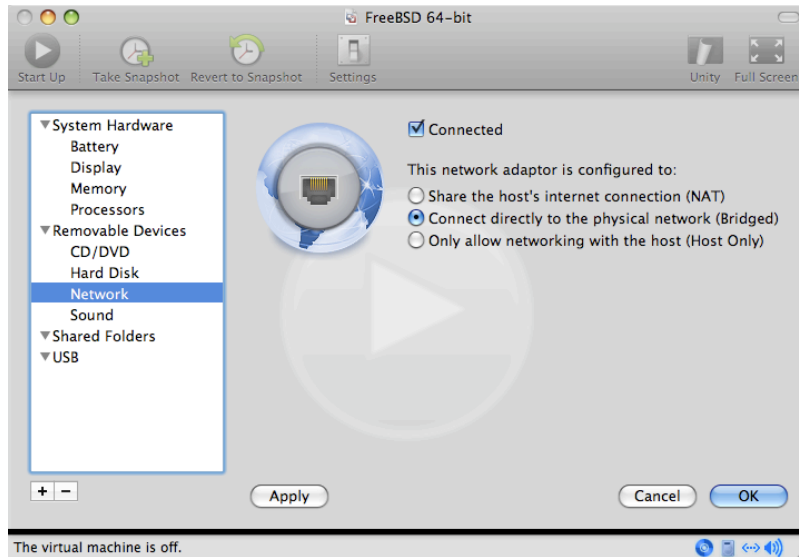 FreeBSD 64-bit
Start Up
Take Snapshot
Revert to Snapshot
Settings
Unity
Full Screen
System Hardware
Battery
Display
Memory
Processors
Removable Devices
CD/DVD
Hard Disk
Network
Sound
Shared Folders
USB
Connected
This network adaptor is configured to:
Share the host's internet connection (NAT)
Connect directly to the physical network (Bridged)
Only allow networking with the host (Host Only)
+ −
Apply
Cancel
OK
The virtual machine is off.